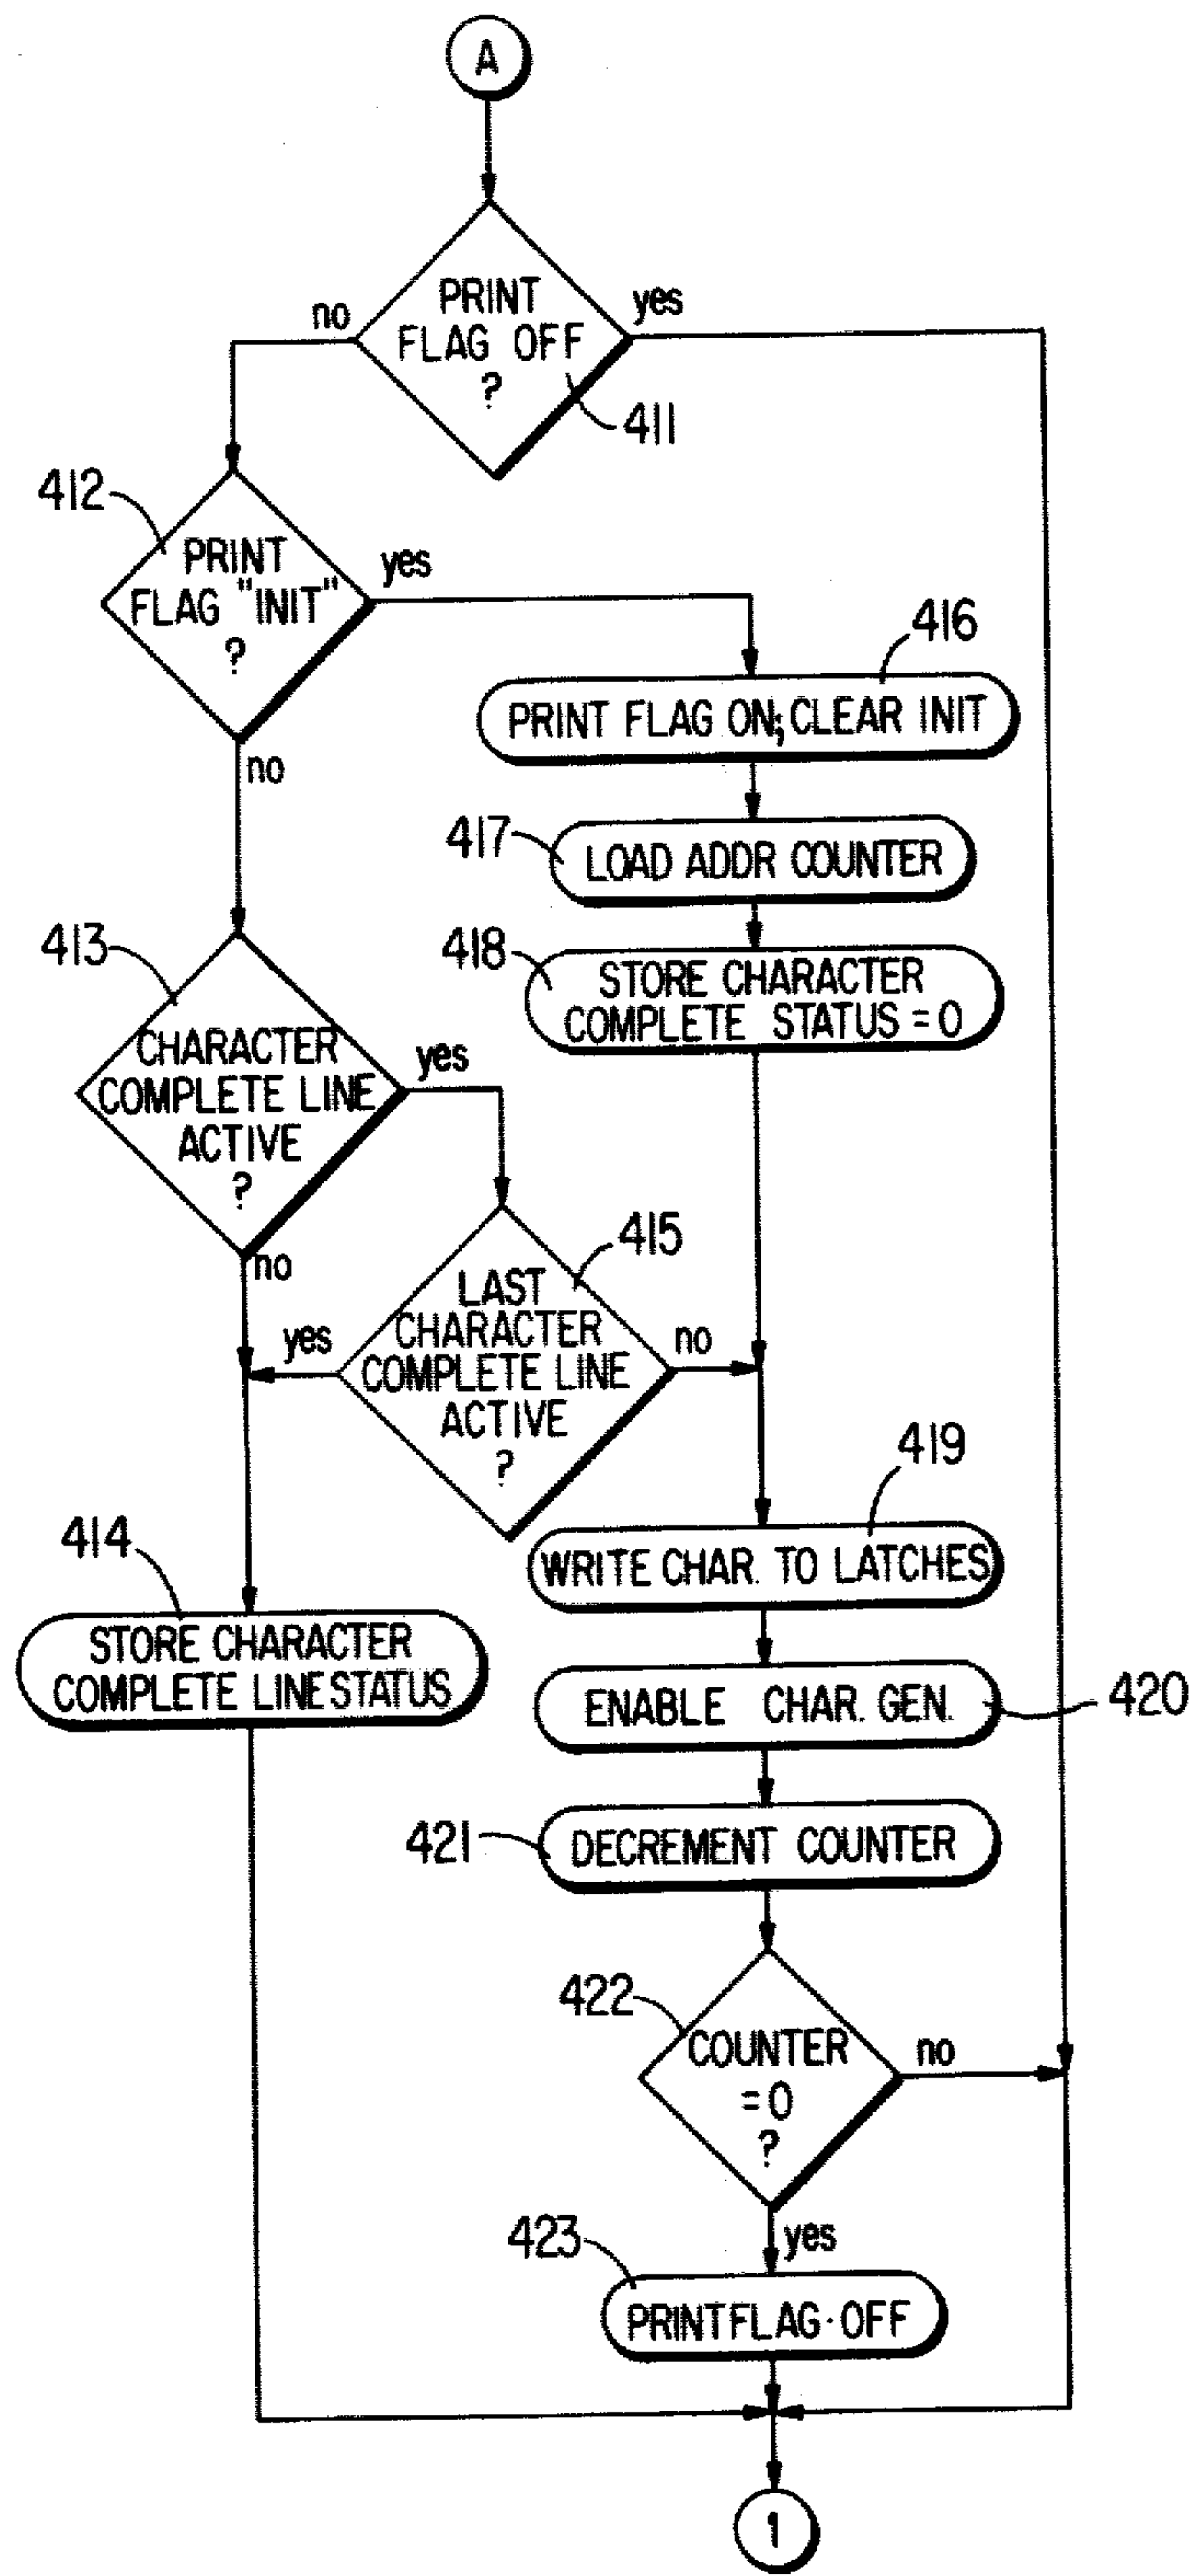 A
PRINT
FLAG OFF
?
no
yes
411
412
PRINT
FLAG "INIT"
?
yes
no
416
PRINT FLAG ON; CLEAR INIT
417
LOAD ADDR COUNTER
418
STORE CHARACTER
COMPLETE STATUS = 0
413
CHARACTER
COMPLETE LINE
ACTIVE
?
yes
no
415
LAST
CHARACTER
COMPLETE LINE
ACTIVE
?
yes
no
414
STORE CHARACTER
COMPLETE LINE STATUS
419
WRITE CHAR. TO LATCHES
ENABLE CHAR. GEN.
420
421
DECREMENT COUNTER
422
COUNTER
= 0
?
no
yes
423
PRINT FLAG · OFF
1